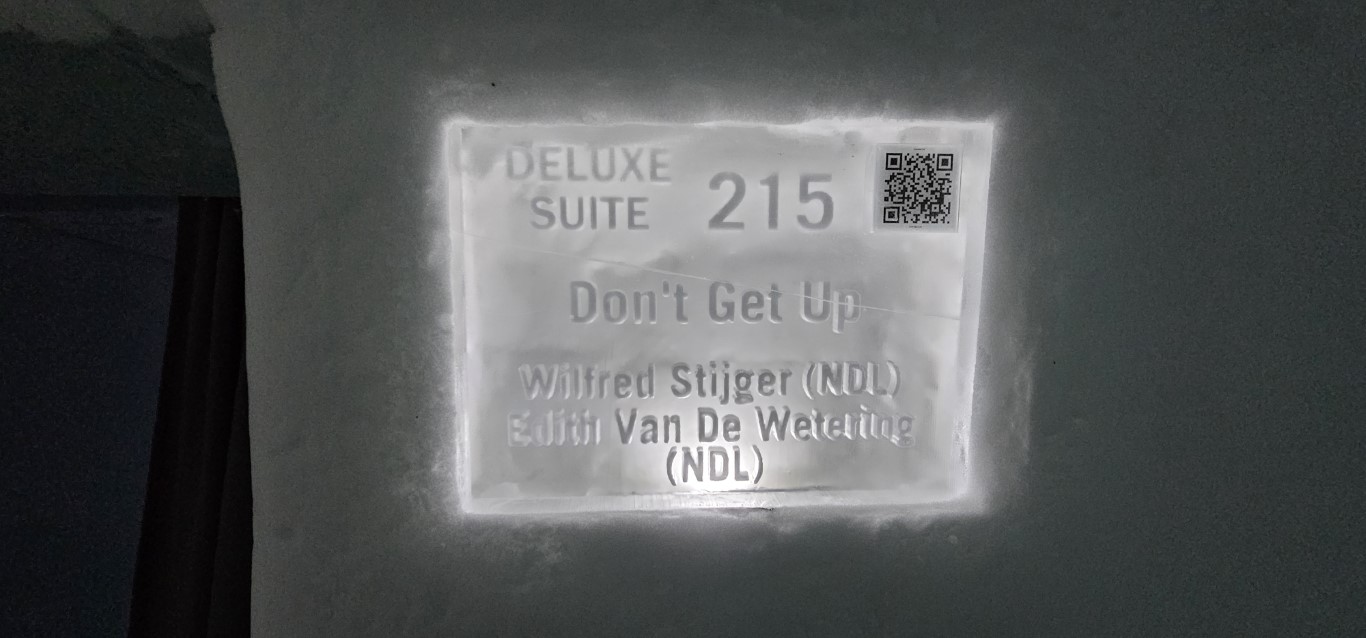 DELUXE
SUITE 215
Don't Get Up
Wilfred Stijger (NDL)
Edith Van De Wetering
(NDL)